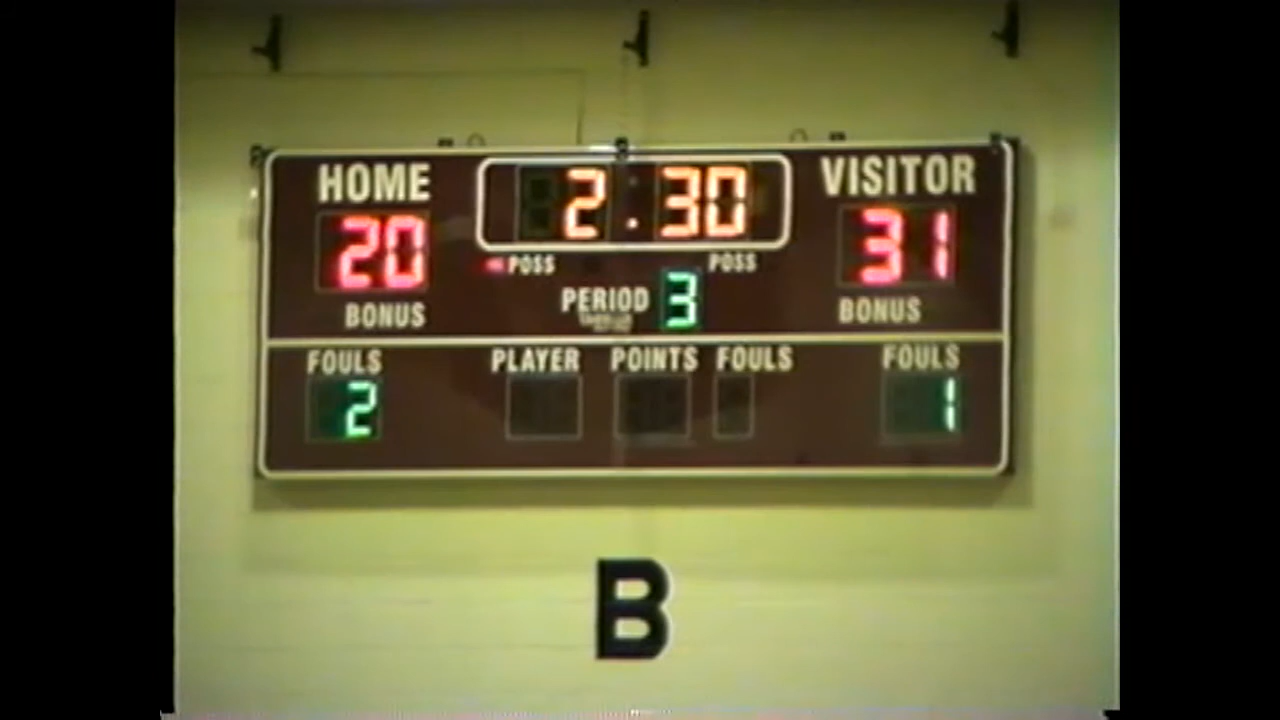 HOME 2.30 VISITOR
20 31
POSS POSS
BONUS PERIOD 3 BONUS
FOULS PLAYER POINTS FOULS FOULS
2 1
B